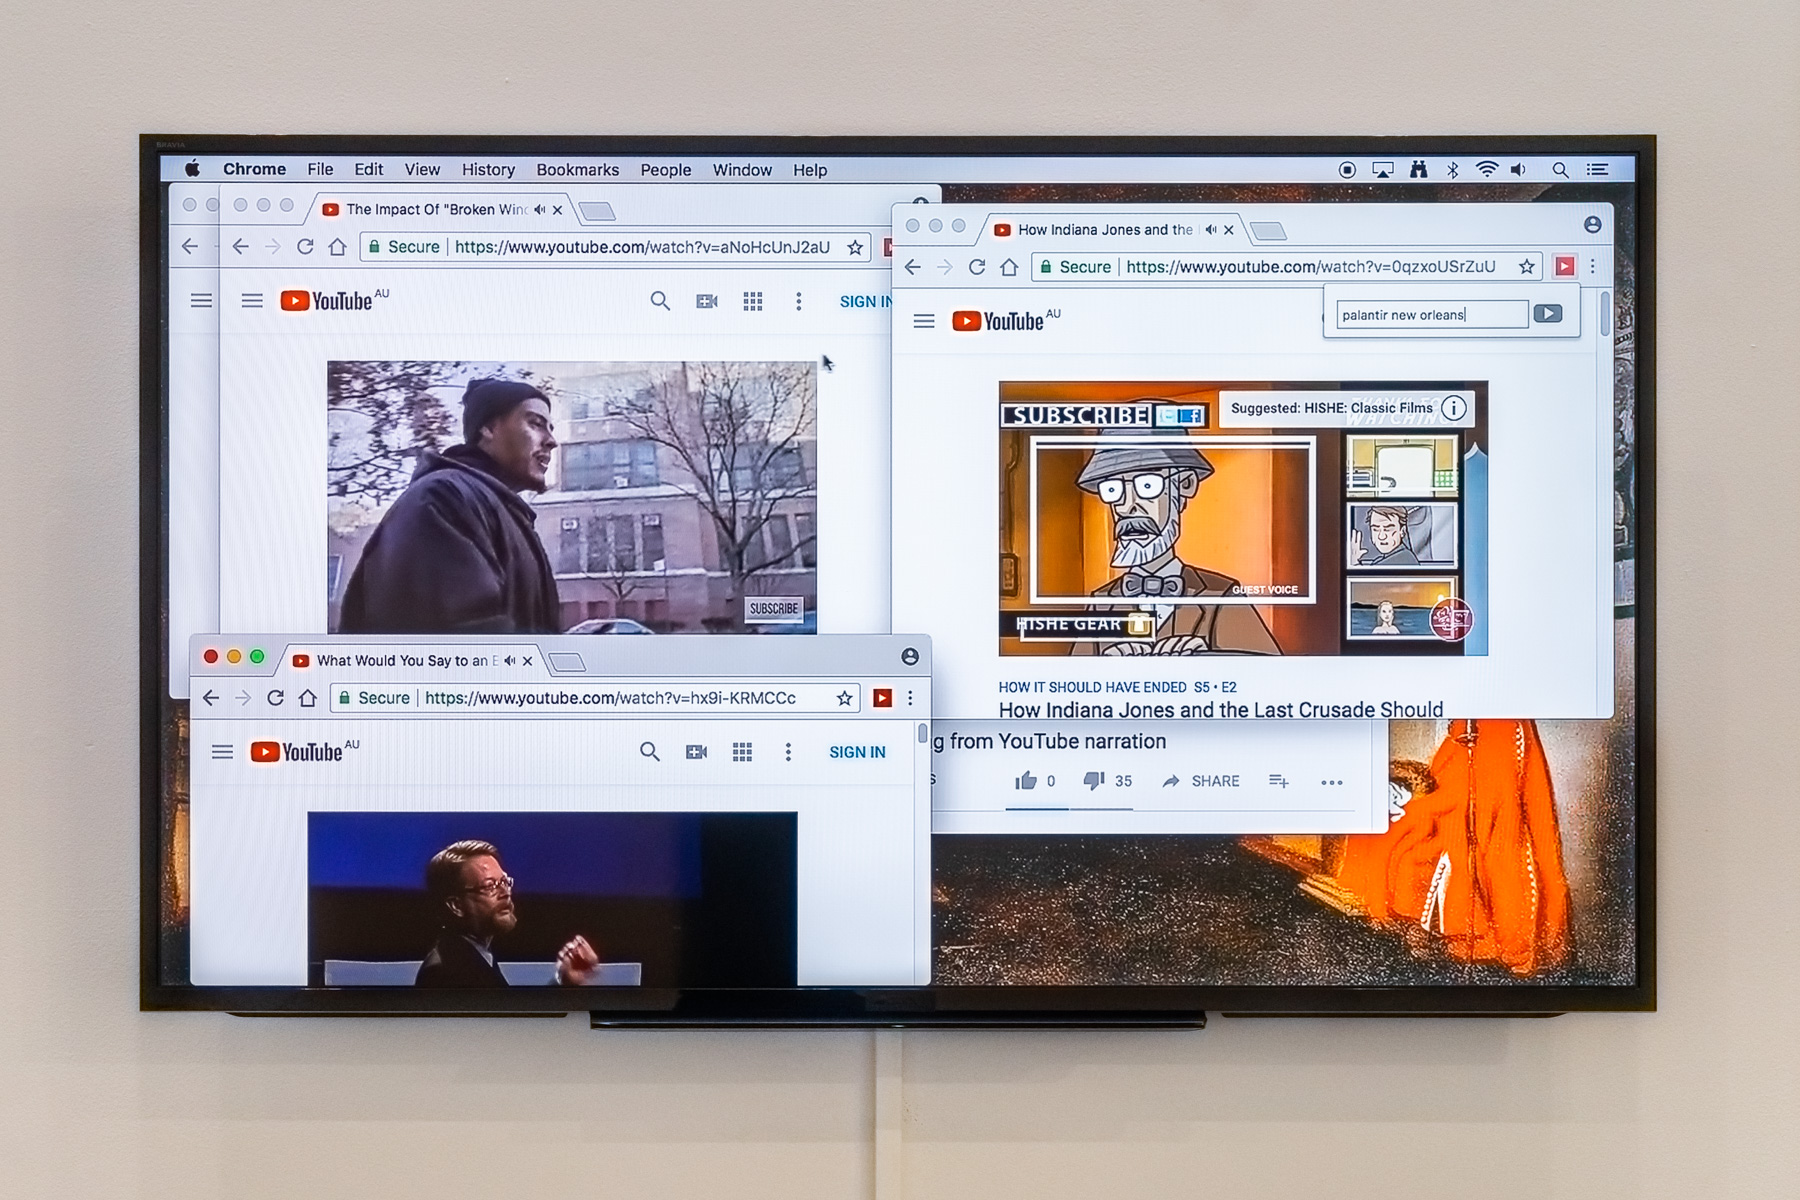 BRAVIA
Chrome File Edit View History Bookmarks People Window Help
The Impact Of "Broken Winc
Secure https://www.youtube.com/watch?v=aNoHcUnJ2aU
YouTube AU
SIGN IN
SUBSCRIBE
How Indiana Jones and the
Secure https://www.youtube.com/watch?v=0qzxoUSrZuU
palantir new orleans
YouTube AU
SUBSCRIBE
Suggested: HISHE: Classic Films
WATCHING
GUEST VOICE
HISHE GEAR
HOW IT SHOULD HAVE ENDED S5 • E2
How Indiana Jones and the Last Crusade Should
g from YouTube narration
s
0 35 SHARE
What Would You Say to an E
Secure https://www.youtube.com/watch?v=hx9i-KRMCCc
YouTube AU
SIGN IN